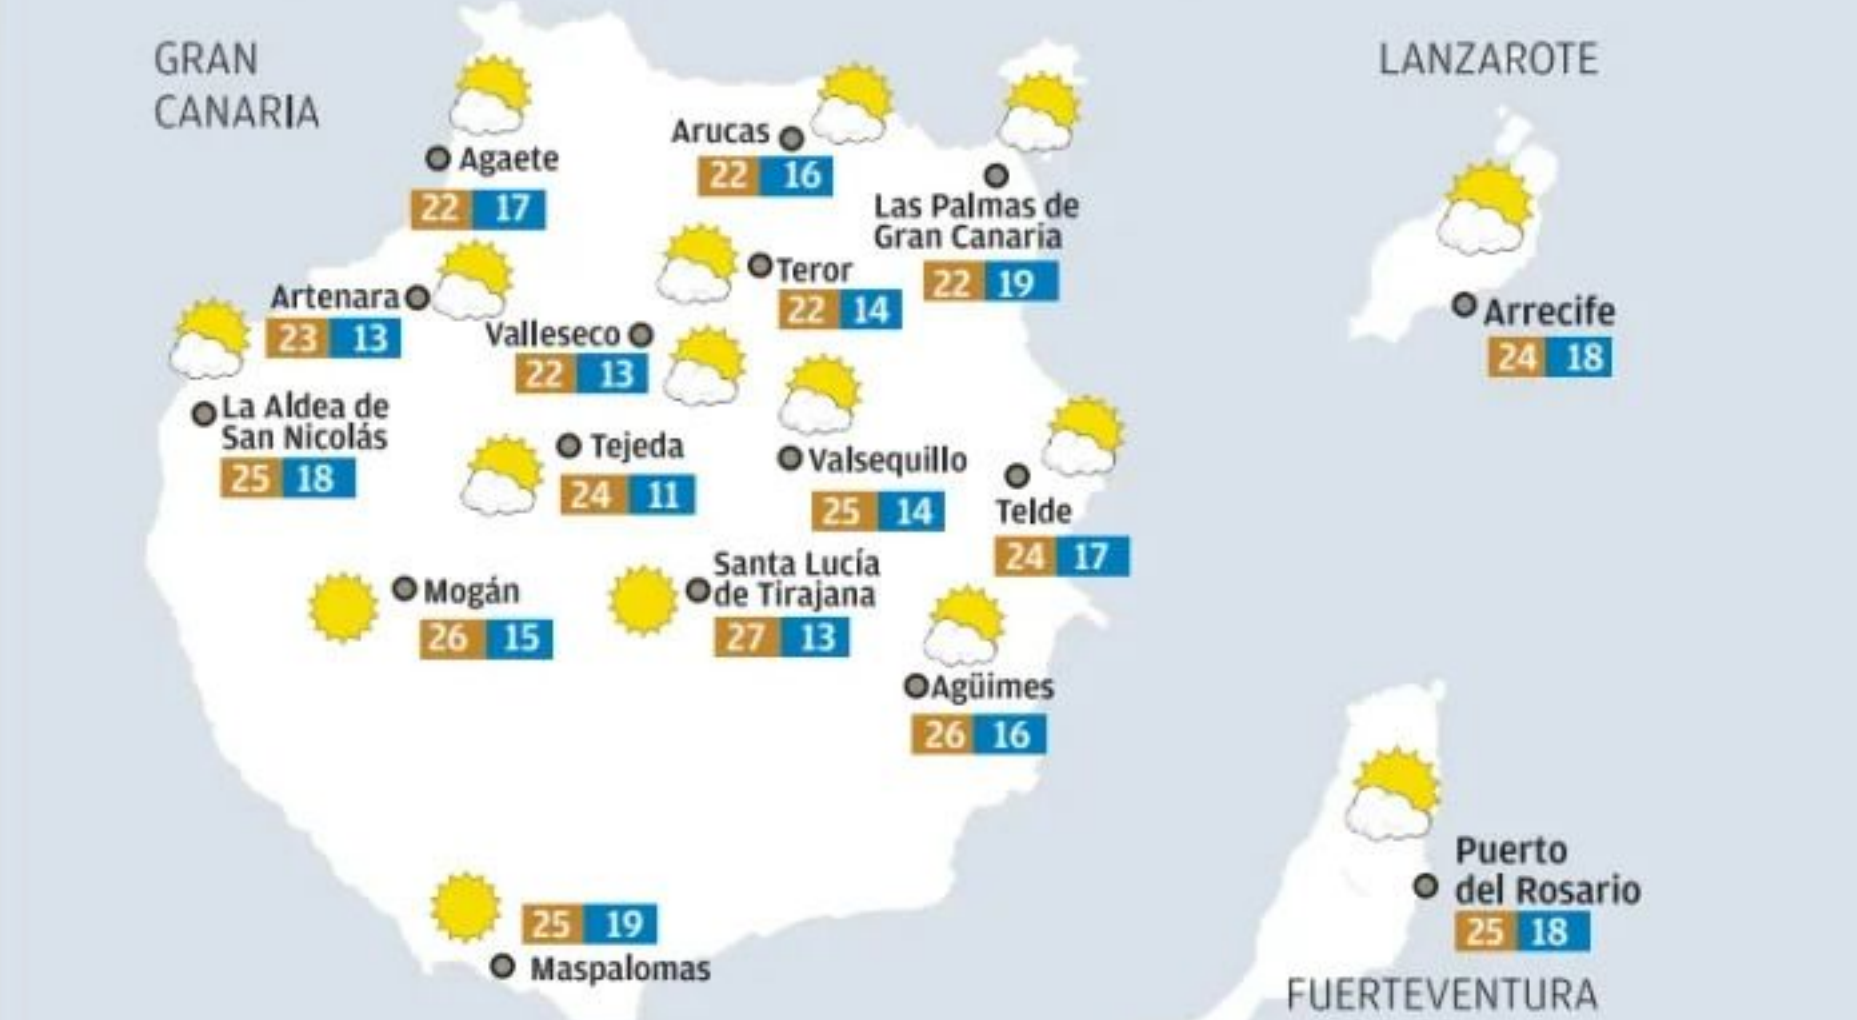 GRAN
CANARIA
LANZAROTE
Agaete
22 17
Arucas
22 16
Las Palmas de
Gran Canaria
22 19
Teror
22 14
Artenara
23 13
Valleseco
22 13
Arrecife
24 18
La Aldea de
San Nicolás
25 18
Tejeda
24 11
Valsequillo
25 14
Telde
24 17
Mogán
26 15
Santa Lucía
de Tirajana
27 13
Agüimes
26 16
Puerto
del Rosario
25 18
25 19
Maspalomas
FUERTEVENTURA